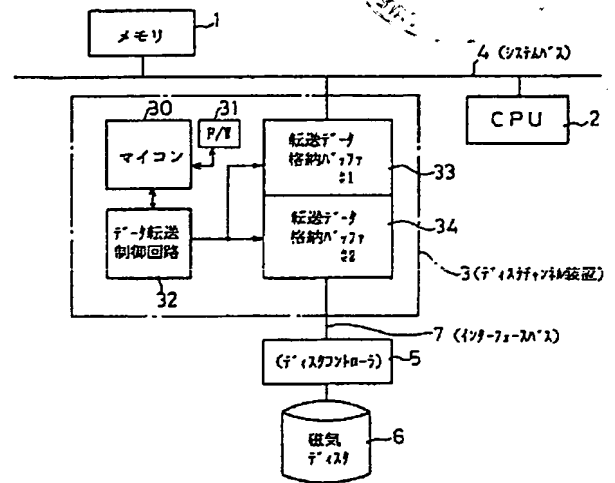 1
メモリ
4 (システムバス)
CPU
2
30
31
F/W
マイコン
転送データ
格納バッファ
#1
33
データ転送
制御回路
32
転送データ
格納バッファ
#2
34
3(ディスクチャンネル装置)
7 (インターフェースバス)
(ディスクコントローラ)
5
磁気
ディスク
6